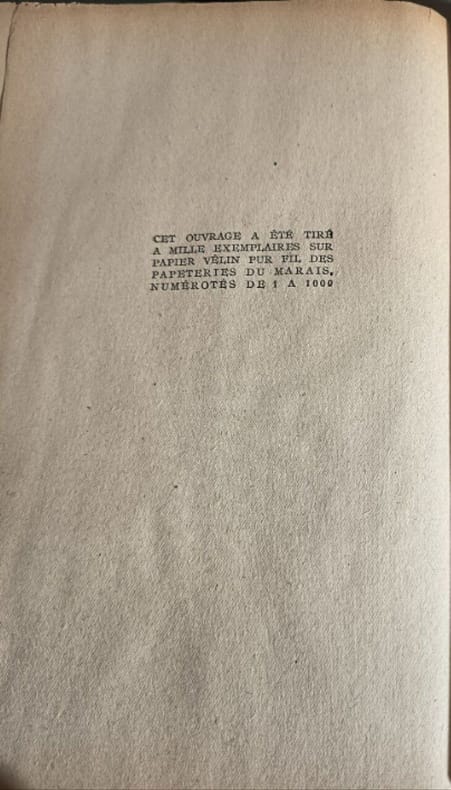 CET OUVRAGE A ÉTÉ TIRÉ
A MILLE EXEMPLAIRES SUR
PAPIER VÉLIN PUR FIL DES
PAPETERIES DU MARAIS,
NUMÉROTÉS DE 1 A 1000